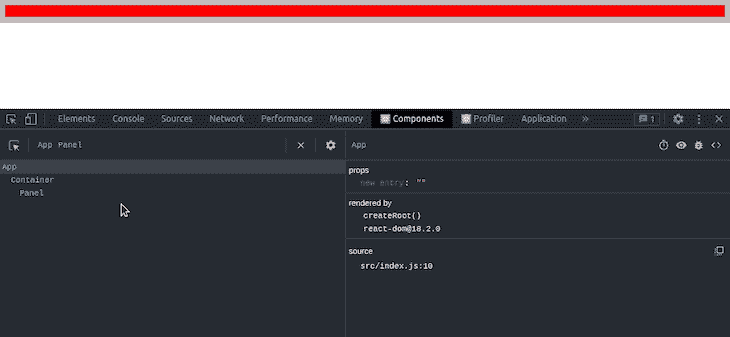 Elements Console Sources Network Performance Memory Components Profiler Application » 1
App Panel
App
App
Container
Panel
props
new entry: ""
rendered by
createRoot()
react-dom@18.2.0
source
src/index.js:10